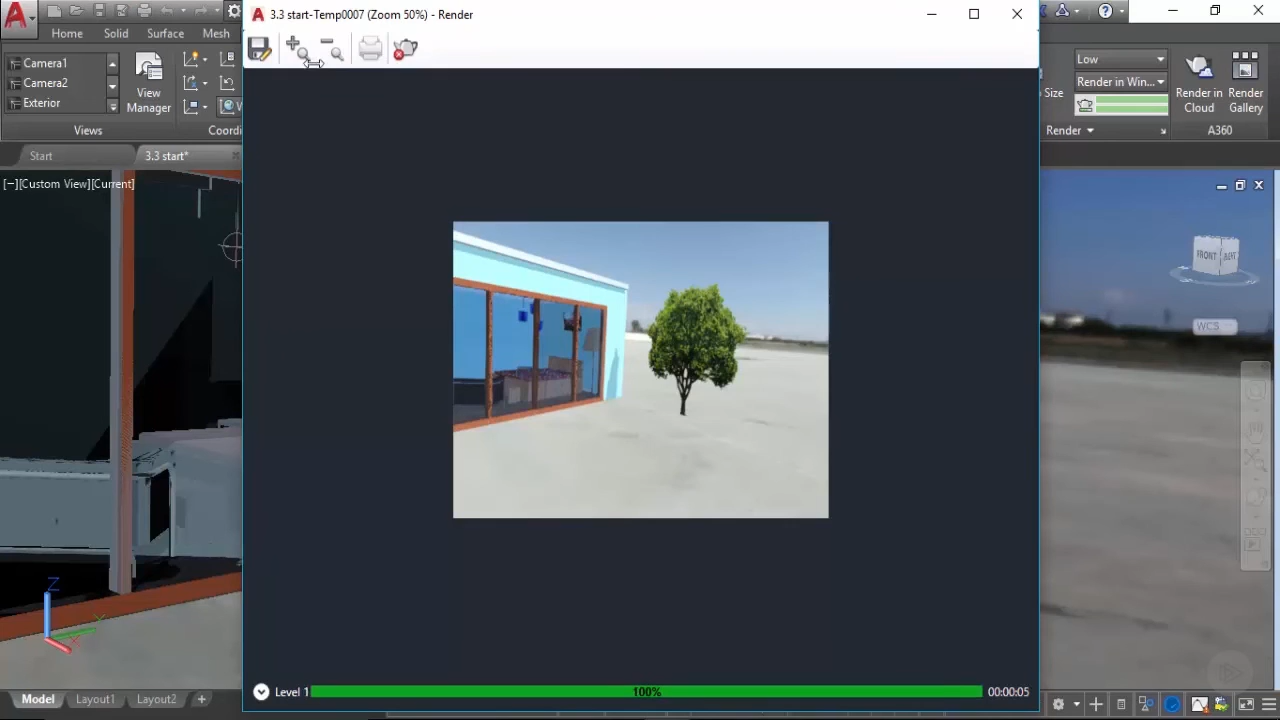 3.3 start-Temp0007 (Zoom 50%) - Render
Home
Solid
Surface
Mesh
Camera1
Camera2
Exterior
View
Manager
Views
Coordi
Low
Render in Win...
Size
Render
Render in
Cloud
Render
Gallery
A360
Start
3.3 start*
[−][Custom View][Current]
FRONT
WCS
Z
Level 1
100%
00:00:05
Model
Layout1
Layout2